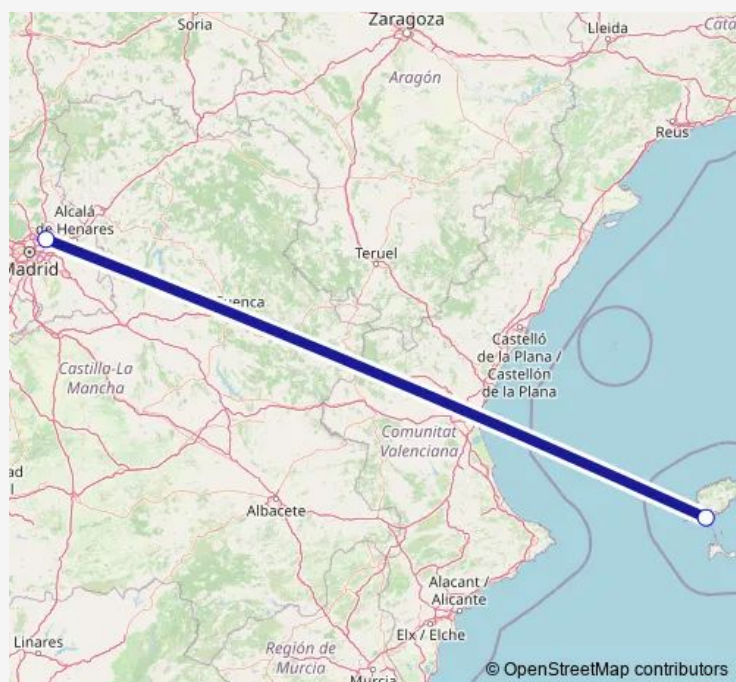 Soria
Zaragoza
Lleida
Cata
Aragón
Reus
Alcalá
de Henares
Madrid
Teruel
Cuenca
Castelló
de la Plana /
Castellón
de la Plana
Castilla-La
Mancha
Comunitat
Valenciana
ad
l
Albacete
Alacant /
Alicante
Elx / Elche
Linares
Región de
Murcia
Murcia
© OpenStreetMap contributors